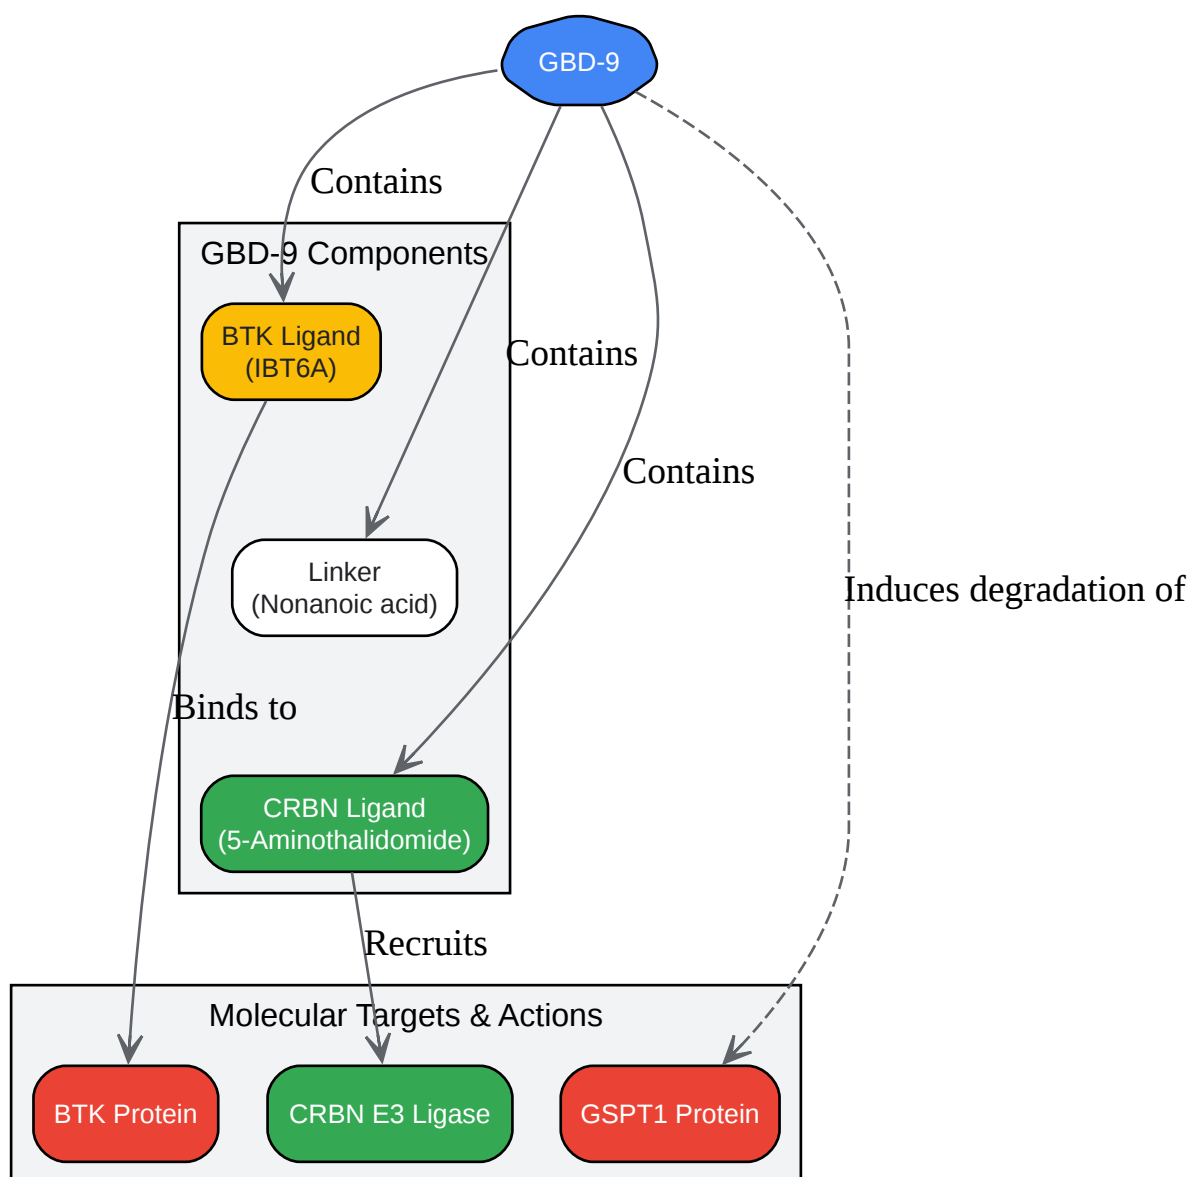 GBD-9
Contains
GBD-9 Components
BTK Ligand
(IBT6A)
Contains
Contains
Linker
(Nonanoic acid)
Induces degradation of
Binds to
CRBN Ligand
(5-Aminothalidomide)
Recruits
Molecular Targets & Actions
BTK Protein
CRBN E3 Ligase
GSPT1 Protein